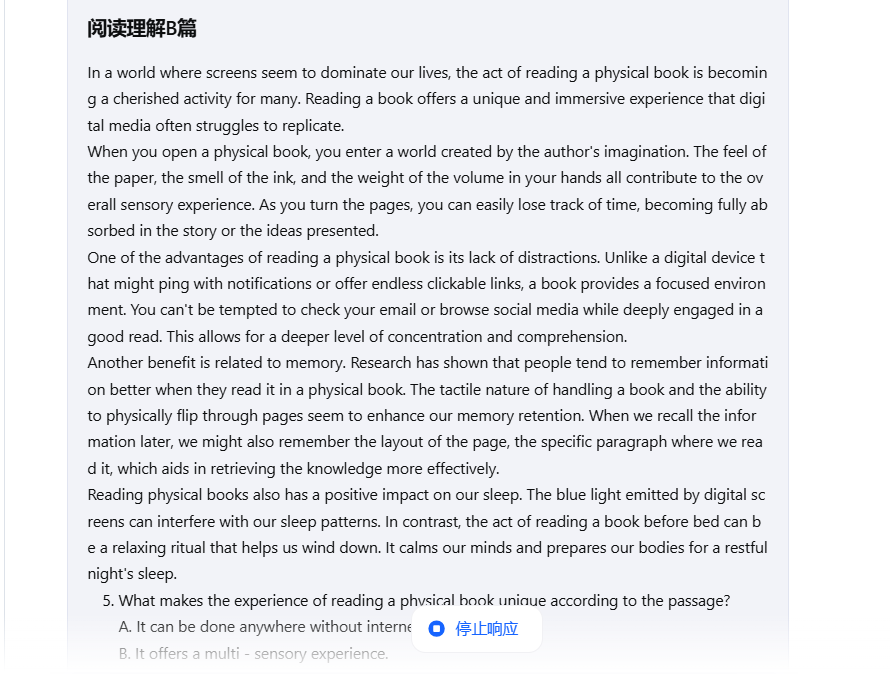 阅读理解B篇
In a world where screens seem to dominate our lives, the act of reading a physical book is becomin
g a cherished activity for many. Reading a book offers a unique and immersive experience that digi
tal media often struggles to replicate.
When you open a physical book, you enter a world created by the author's imagination. The feel of
the paper, the smell of the ink, and the weight of the volume in your hands all contribute to the ov
erall sensory experience. As you turn the pages, you can easily lose track of time, becoming fully ab
sorbed in the story or the ideas presented.
One of the advantages of reading a physical book is its lack of distractions. Unlike a digital device t
hat might ping with notifications or offer endless clickable links, a book provides a focused environ
ment. You can't be tempted to check your email or browse social media while deeply engaged in a
good read. This allows for a deeper level of concentration and comprehension.
Another benefit is related to memory. Research has shown that people tend to remember informati
on better when they read it in a physical book. The tactile nature of handling a book and the ability
to physically flip through pages seem to enhance our memory retention. When we recall the infor
mation later, we might also remember the layout of the page, the specific paragraph where we rea
d it, which aids in retrieving the knowledge more effectively.
Reading physical books also has a positive impact on our sleep. The blue light emitted by digital sc
reens can interfere with our sleep patterns. In contrast, the act of reading a book before bed can b
e a relaxing ritual that helps us wind down. It calms our minds and prepares our bodies for a restful
night's sleep.
5. What makes the experience of reading a physical book unique according to the passage?
A. It can be done anywhere without interne
停止响应
B. It offers a multi - sensory experience.